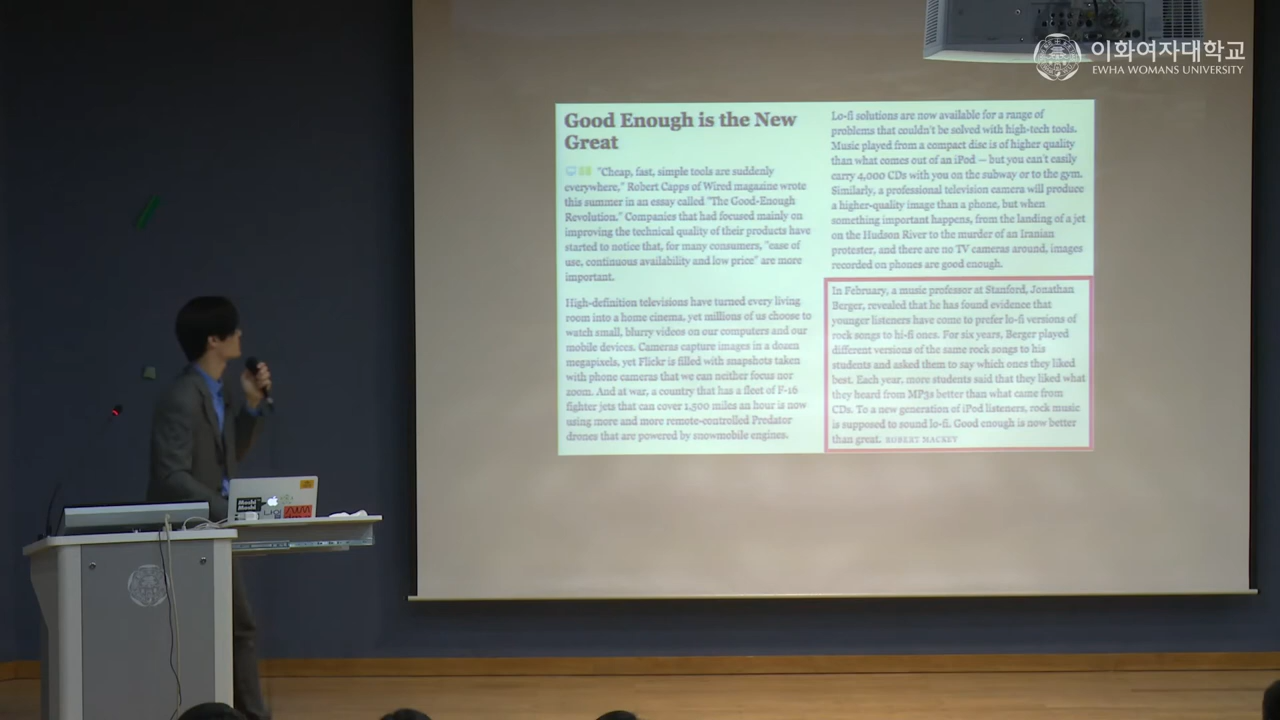 이화여자대학교
EWHA WOMANS UNIVERSITY
Good Enough is the New
Great
"Cheap, fast, simple tools are suddenly
everywhere," Robert Capps of Wired magazine wrote
this summer in an essay called "The Good-Enough
Revolution." Companies that had focused mainly on
improving the technical quality of their products have
started to notice that, for many consumers, "ease of
use, continuous availability and low price" are more
important.
High-definition televisions have turned every living
room into a home cinema, yet millions of us choose to
watch small, blurry videos on our computers and our
mobile devices. Cameras capture images in a dozen
megapixels, yet Flickr is filled with snapshots taken
with phone cameras that we can neither focus nor
zoom. And at war, a country that has a fleet of F-16
fighter jets that can cover 1,500 miles an hour is now
using more and more remote-controlled Predator
drones that are powered by snowmobile engines.
Lo-fi solutions are now available for a range of
problems that couldn't be solved with high-tech tools.
Music played from a compact disc is of higher quality
than what comes out of an iPod — but you can't easily
carry 4,000 CDs with you on the subway or to the gym.
Similarly, a professional television camera will produce
a higher-quality image than a phone, but when
something important happens, from the landing of a jet
on the Hudson River to the murder of an Iranian
protester, and there are no TV cameras around, images
recorded on phones are good enough.
In February, a music professor at Stanford, Jonathan
Berger, revealed that he has found evidence that
younger listeners have come to prefer lo-fi versions of
rock songs to hi-fi ones. For six years, Berger played
different versions of the same rock songs to his
students and asked them to say which ones they liked
best. Each year, more students said that they liked what
they heard from MP3s better than what came from
CDs. To a new generation of iPod listeners, rock music
is supposed to sound lo-fi. Good enough is now better
than great. ROBERT MACKEY